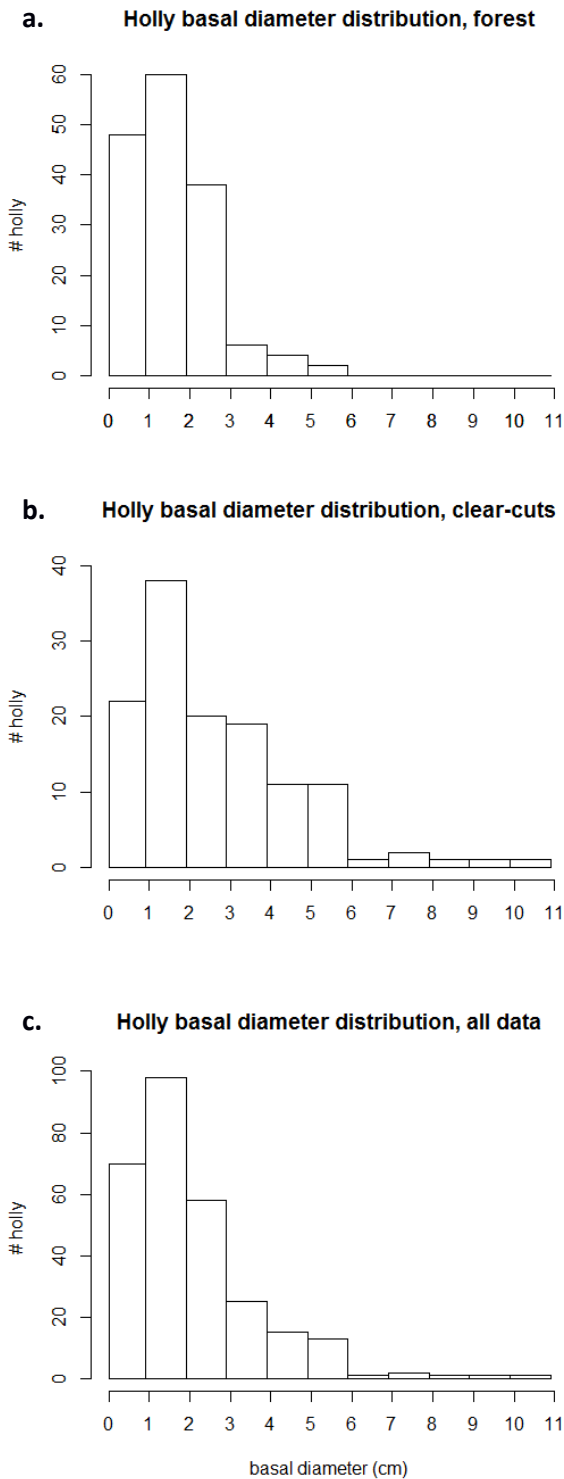 a. Holly basal diameter distribution, forest
60
50
40
30
20
10
0
# holly
0 1 2 3 4 5 6 7 8 9 10 11
b. Holly basal diameter distribution, clear-cuts
40
30
20
10
0
# holly
0 1 2 3 4 5 6 7 8 9 10 11
c. Holly basal diameter distribution, all data
100
80
60
40
20
0
# holly
0 1 2 3 4 5 6 7 8 9 10 11
basal diameter (cm)